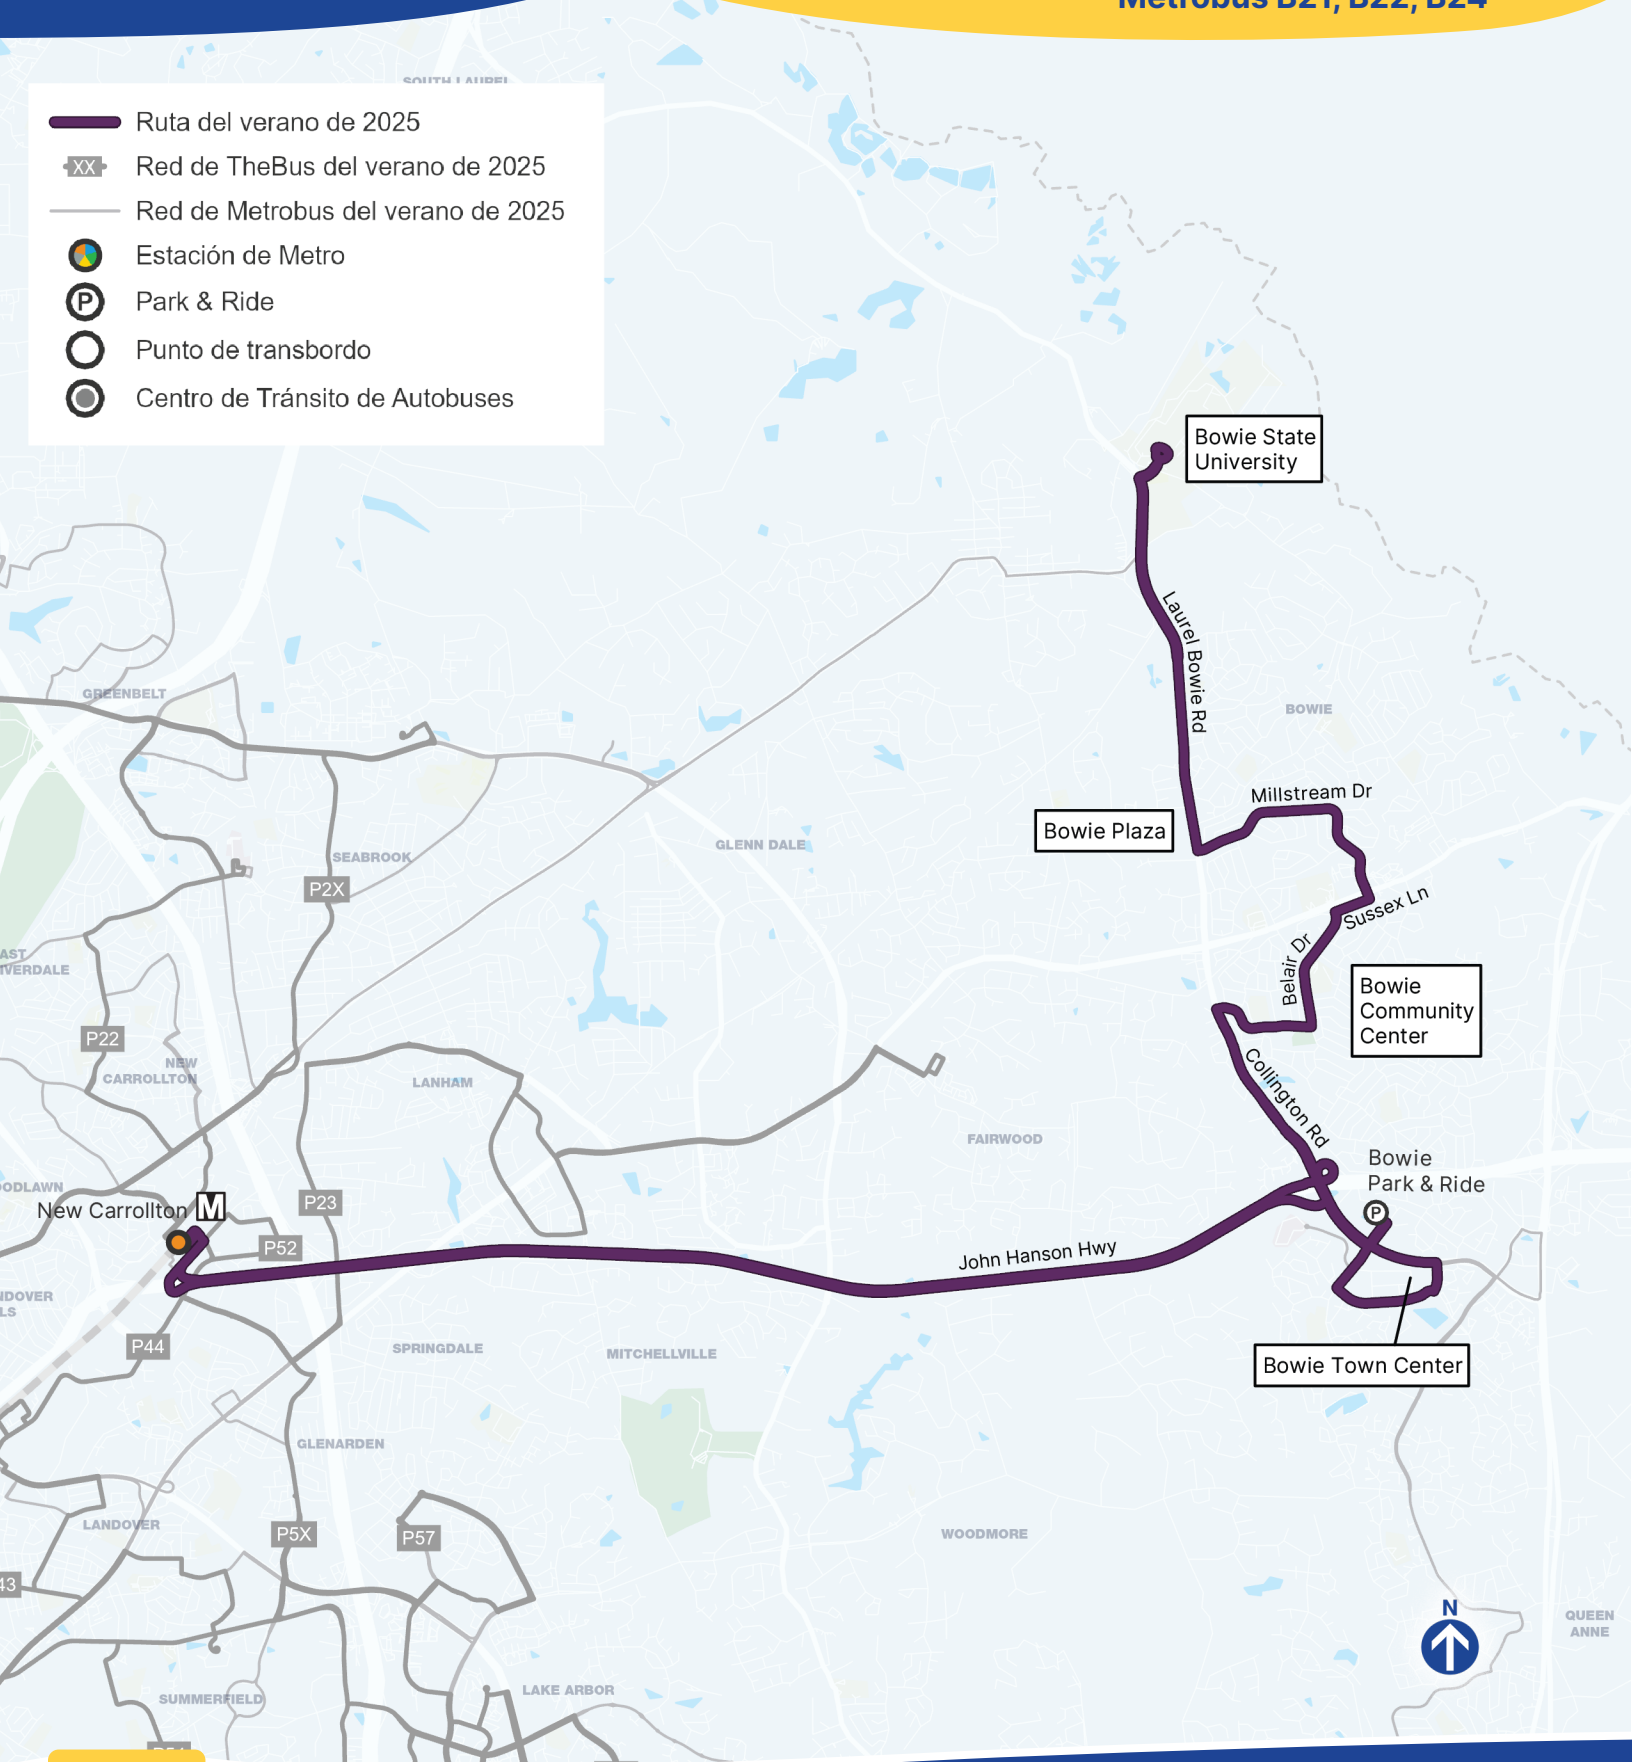 Metrobus B21, B22, B24
SOUTH LAUREL
Ruta del verano de 2025
XX Red de TheBus del verano de 2025
Red de Metrobus del verano de 2025
Estación de Metro
P Park & Ride
Punto de transbordo
Centro de Tránsito de Autobuses
Bowie State
University
Laurel Bowie Rd
GREENBELT
BOWIE
Millstream Dr
Bowie Plaza
GLENN DALE
SEABROOK
P2X
Sussex Ln
Belair Dr
Bowie
Community
Center
P22
NEW
CARROLLTON
LANHAM
Collington Rd
FAIRWOOD
Bowie
Park & Ride
P
New Carrollton M
P23
P52
John Hanson Hwy
P44
SPRINGDALE
MITCHELLVILLE
Bowie Town Center
GLENARDEN
LANDOVER
P5X
P57
WOODMORE
43
N
QUEEN
ANNE
SUMMERFIELD
LAKE ARBOR